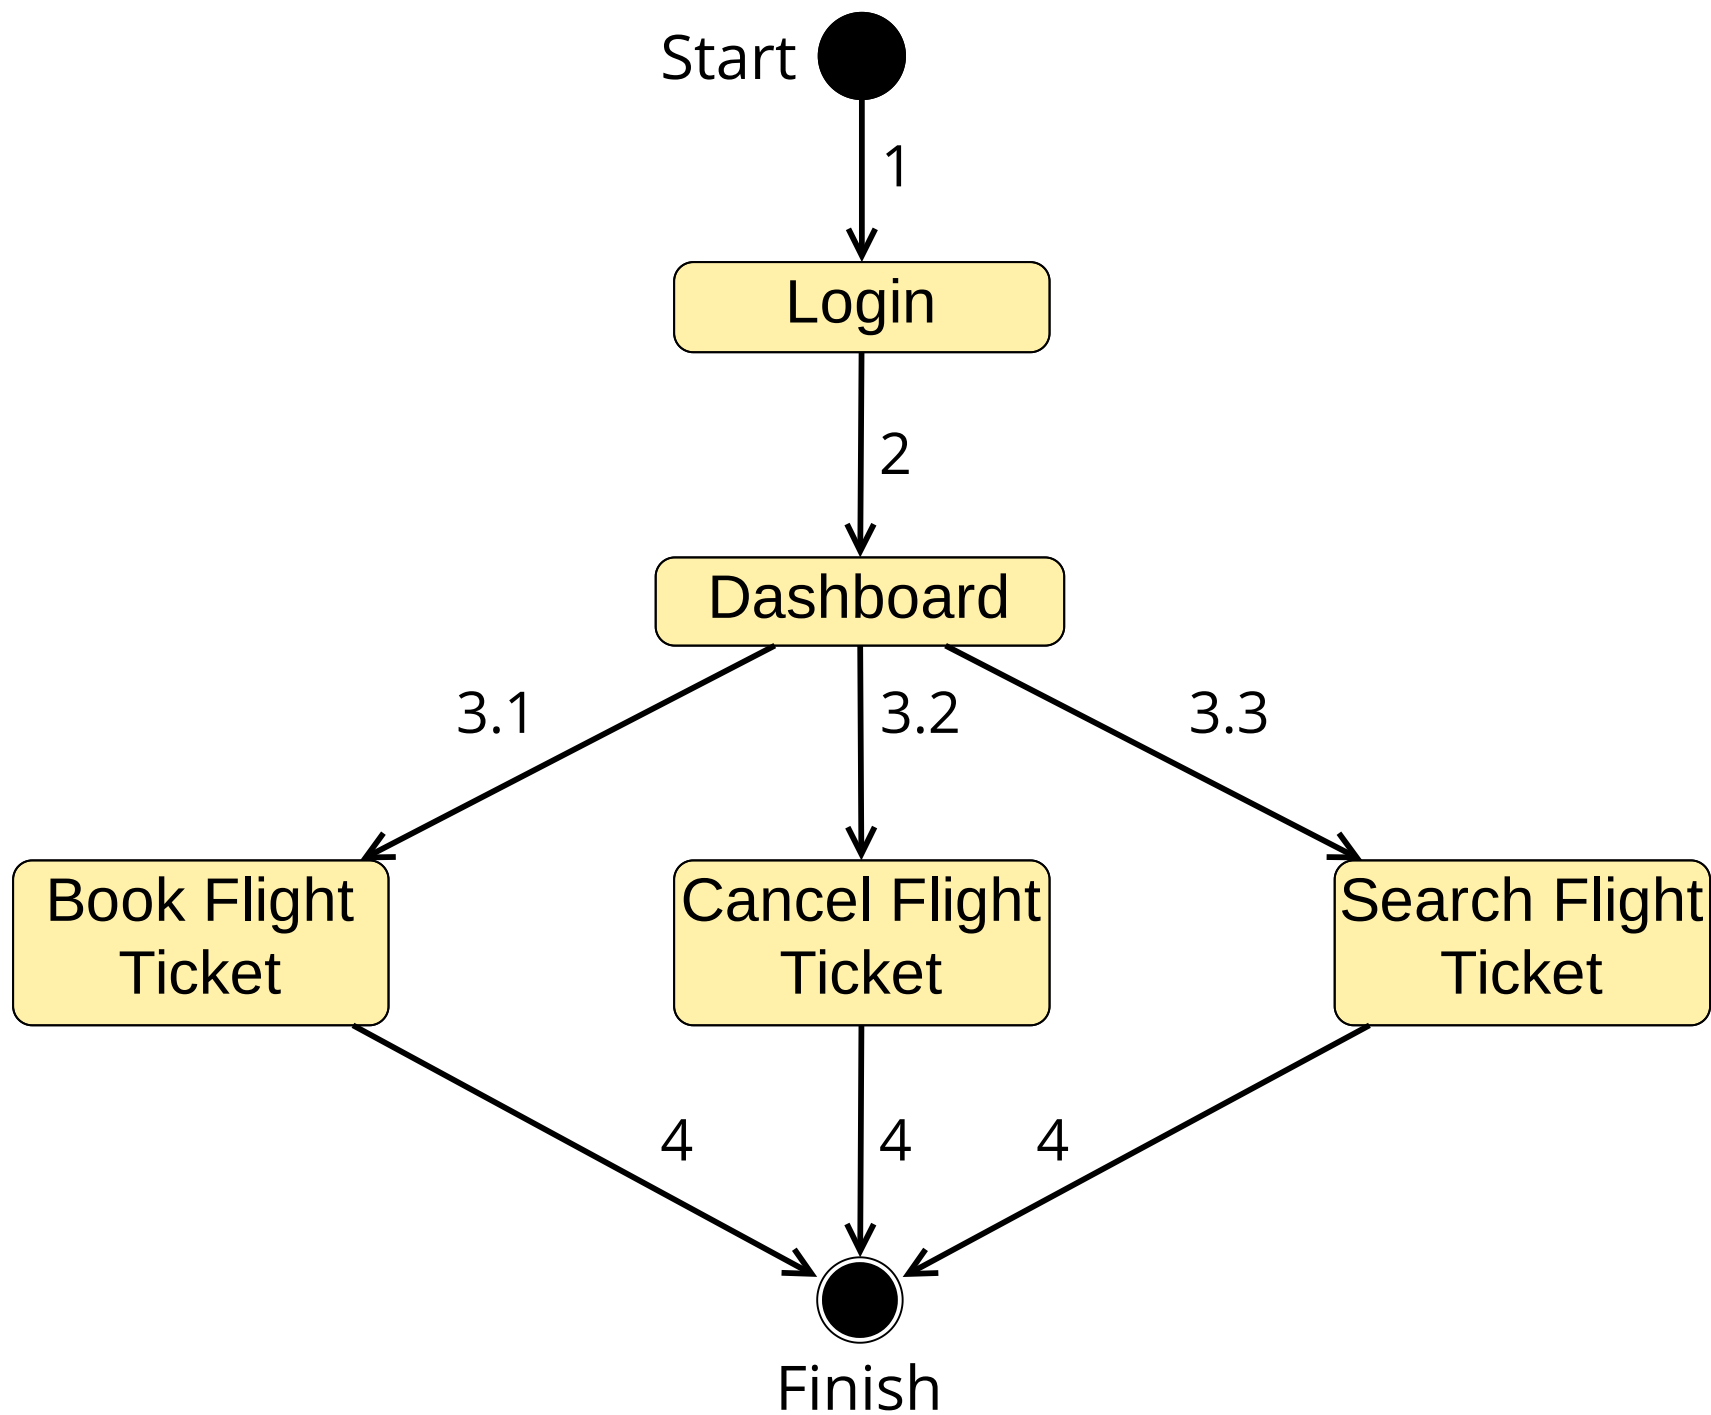 Start
1
Login
2
Dashboard
3.1
3.2
3.3
Book Flight
Ticket
Cancel Flight
Ticket
Search Flight
Ticket
4
4
4
Finish